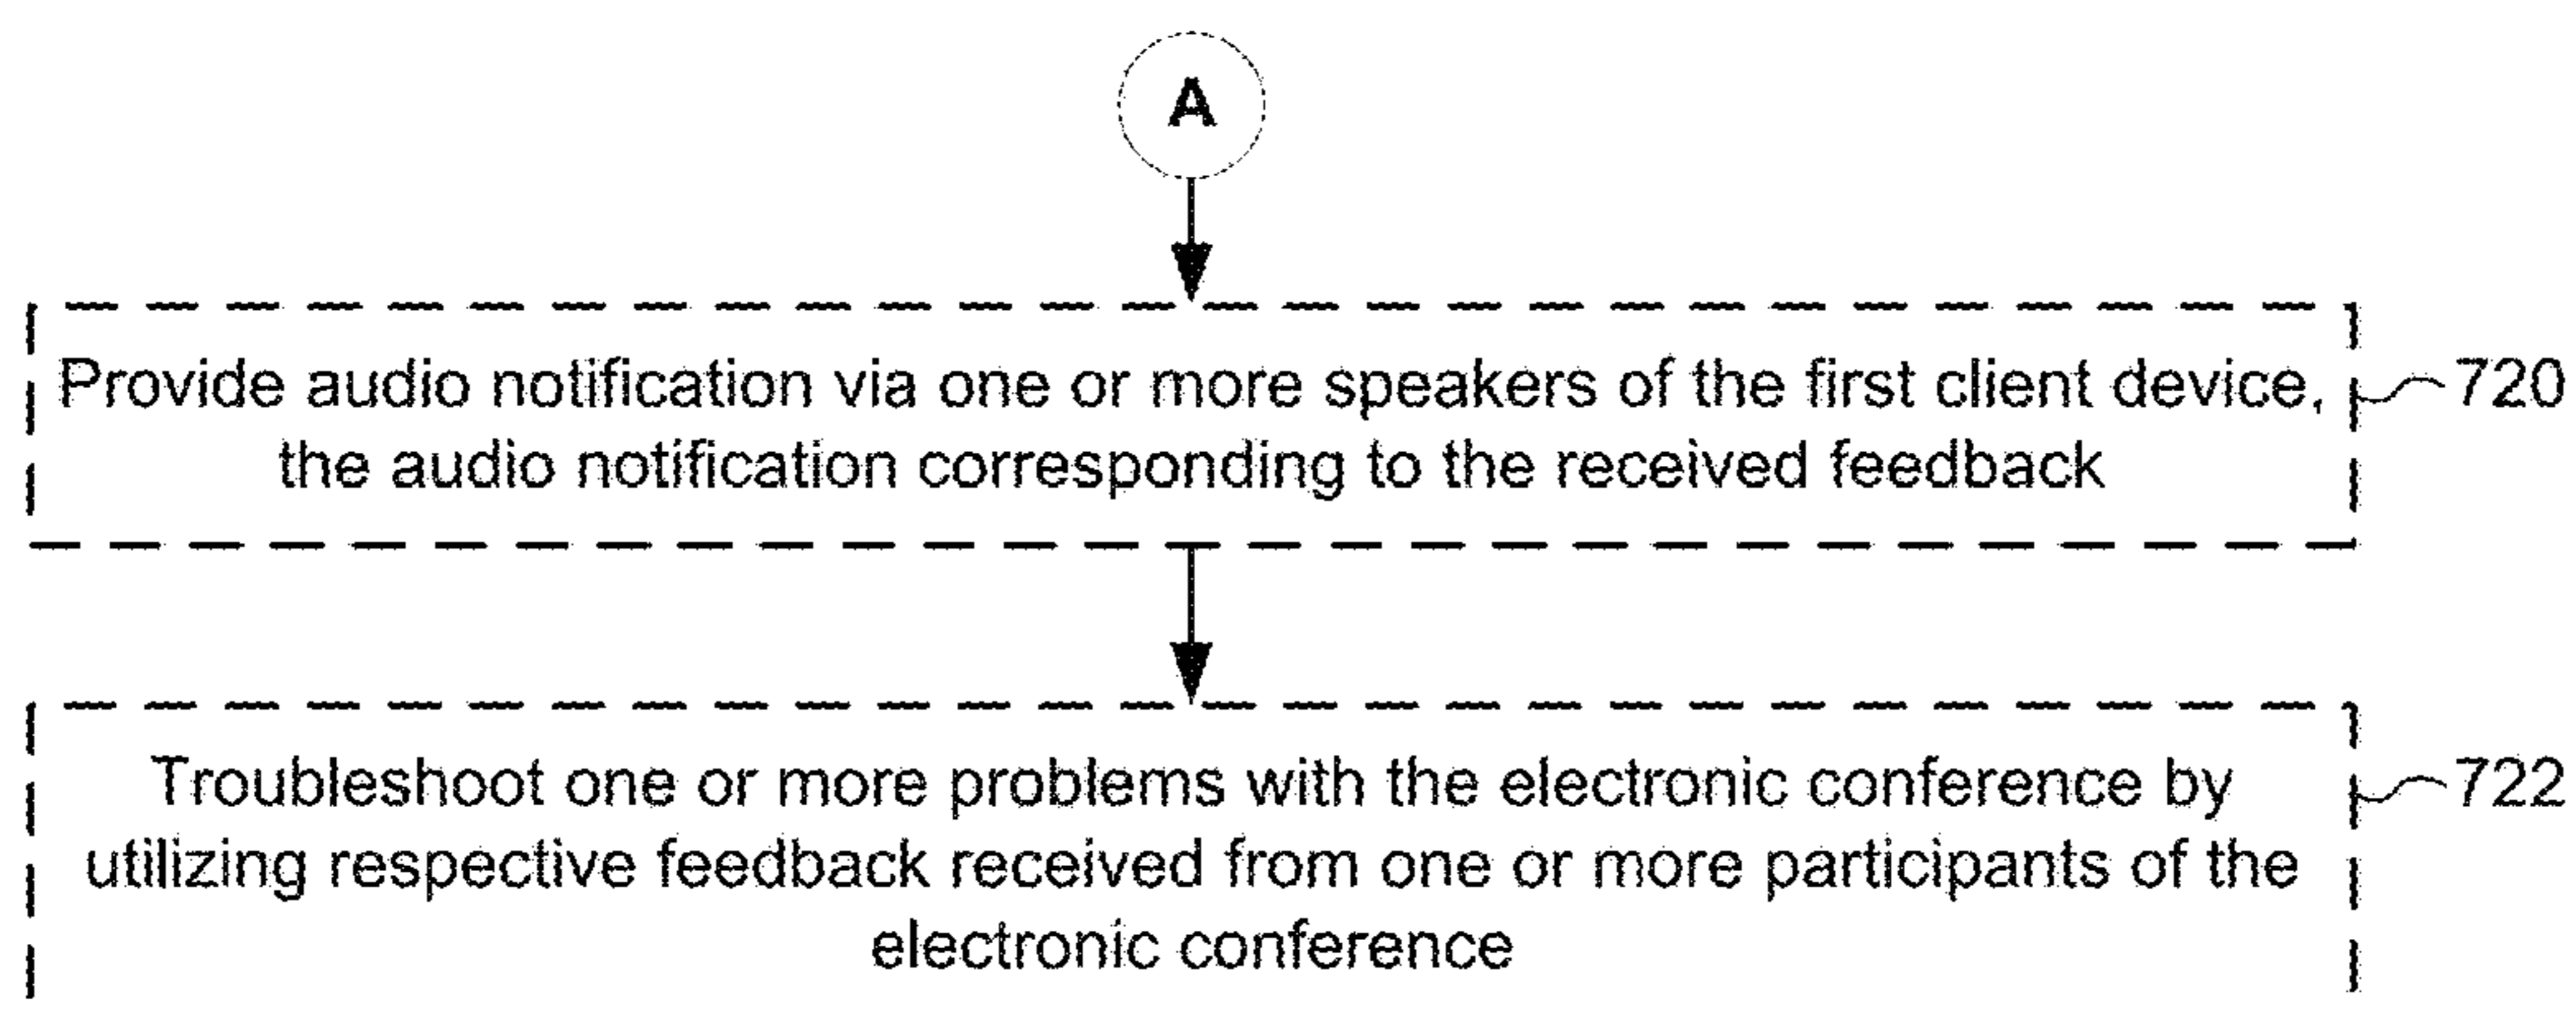 A
Provide audio notification via one or more speakers of the first client device,
720
the audio notification corresponding to the received feedback
Troubleshoot one or more problems with the electronic conference by
722
utilizing respective feedback received from one or more participants of the
electronic conference